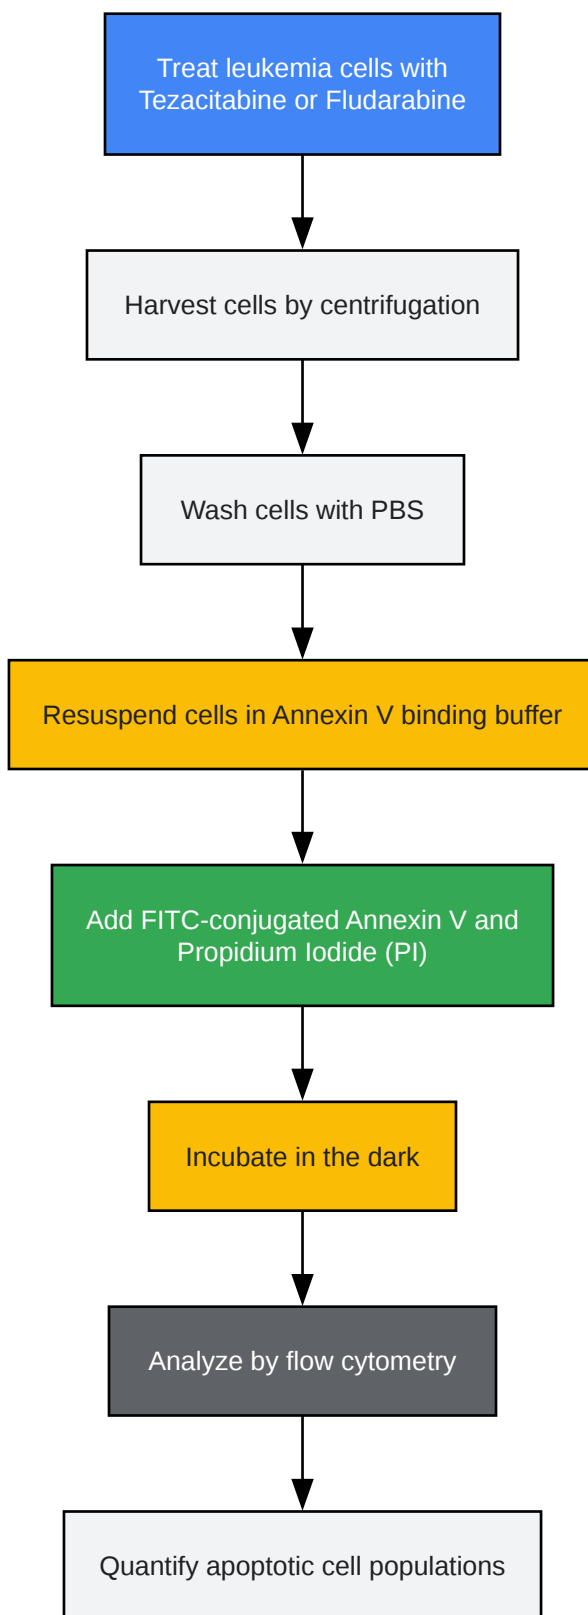 Treat leukemia cells with
Tezacitabine or Fludarabine
Harvest cells by centrifugation
Wash cells with PBS
Resuspend cells in Annexin V binding buffer
Add FITC-conjugated Annexin V and
Propidium Iodide (PI)
Incubate in the dark
Analyze by flow cytometry
Quantify apoptotic cell populations